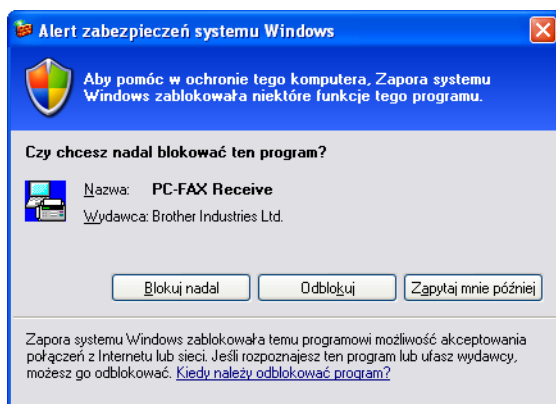 Alert zabezpieczeń systemu Windows
Aby pomóc w ochronie tego komputera, Zapora systemu
Windows zablokowała niektóre funkcje tego programu.
Czy chcesz nadal blokować ten program?
Nazwa: PC-FAX Receive
Wydawca: Brother Industries Ltd.
Blokuj nadal Odblokuj Zapytaj mnie później
Zapora systemu Windows zablokowała temu programowi możliwość akceptowania
połączeń z Internetu lub sieci. Jeśli rozpoznajesz ten program lub ufasz wydawcy,
możesz go odblokować. Kiedy należy odblokować program?